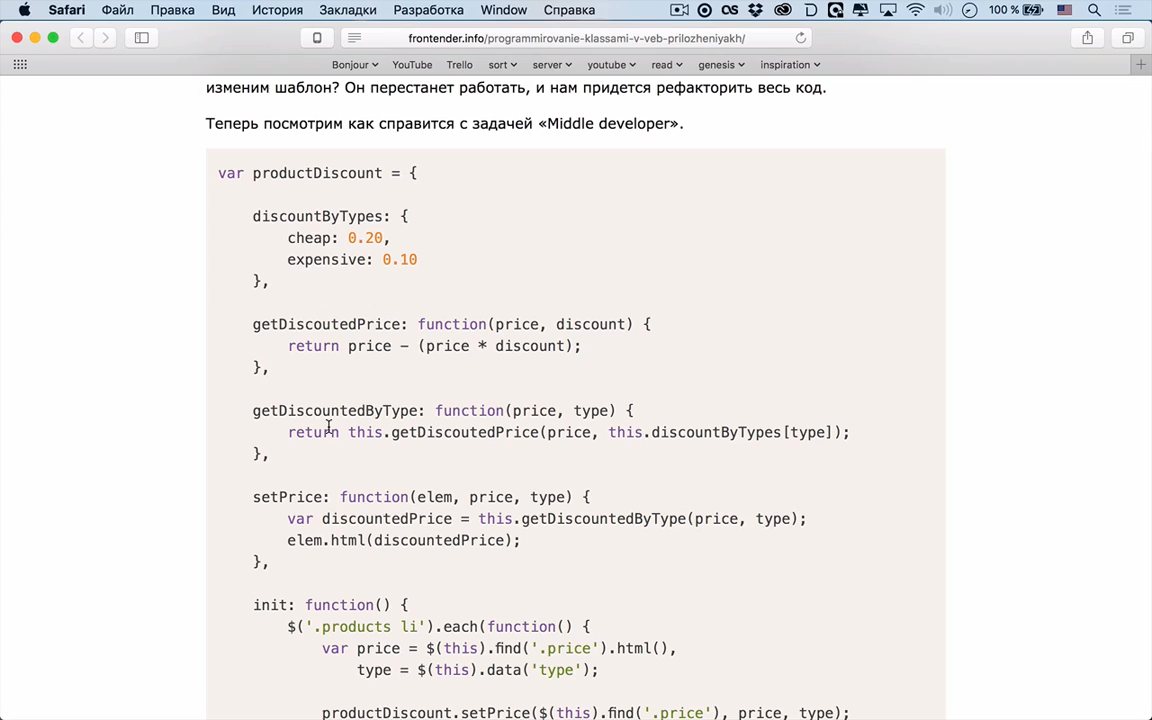 Safari Файл Правка Вид История Закладки Разработка Window Справка 100 %
frontender.info/programmirovanie-klassami-v-veb-prilozheniyakh/
Bonjour YouTube Trello sort server youtube read genesis inspiration
изменим шаблон? Он перестанет работать, и нам придется рефакторить весь код.
Теперь посмотрим как справится с задачей «Middle developer».
var productDiscount = {
discountByTypes: {
cheap: 0.20,
expensive: 0.10
},
getDiscoutedPrice: function(price, discount) {
return price – (price * discount);
},
getDiscountedByType: function(price, type) {
return this.getDiscoutedPrice(price, this.discountByTypes[type]);
},
setPrice: function(elem, price, type) {
var discountedPrice = this.getDiscountedByType(price, type);
elem.html(discountedPrice);
},
init: function() {
$('.products li').each(function() {
var price = $(this).find('.price').html(),
type = $(this).data('type');
productDiscount.setPrice($(this).find('.price'), price, type);